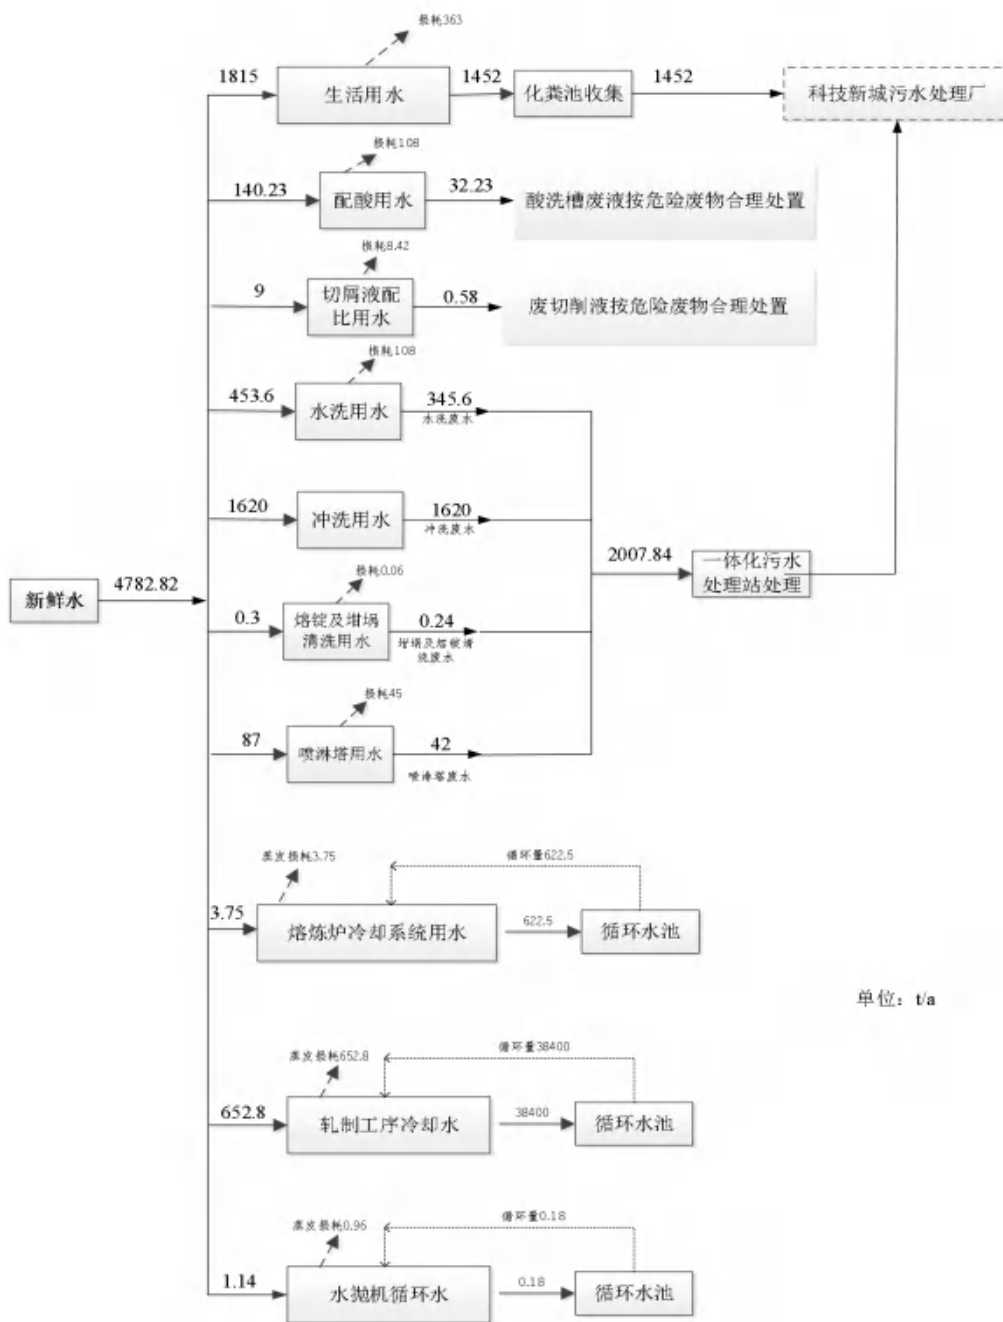 损耗363
1815
生活用水
1452
化粪池收集
1452
科技新城污水处理厂
损耗108
140.23
配酸用水
32.23
酸洗槽废液按危险废物合理处置
损耗8.42
9
切屑液配
比用水
0.58
废切削液按危险废物合理处置
损耗108
453.6
水洗用水
345.6
水洗废水
1620
冲洗用水
1620
冲洗废水
2007.84
一体化污水
处理站处理
新鲜水
4782.82
损耗0.06
0.3
熔锭及坩埚
清洗用水
0.24
坩埚及熔锭清
洗废水
损耗45
87
喷淋塔用水
42
喷淋塔废水
蒸发损耗3.75
循环量622.5
3.75
熔炼炉冷却系统用水
622.5
循环水池
单位：t/a
蒸发损耗652.8
循环量38400
652.8
轧制工序冷却水
38400
循环水池
蒸发损耗0.96
循环量0.18
1.14
水抛机循环水
0.18
循环水池